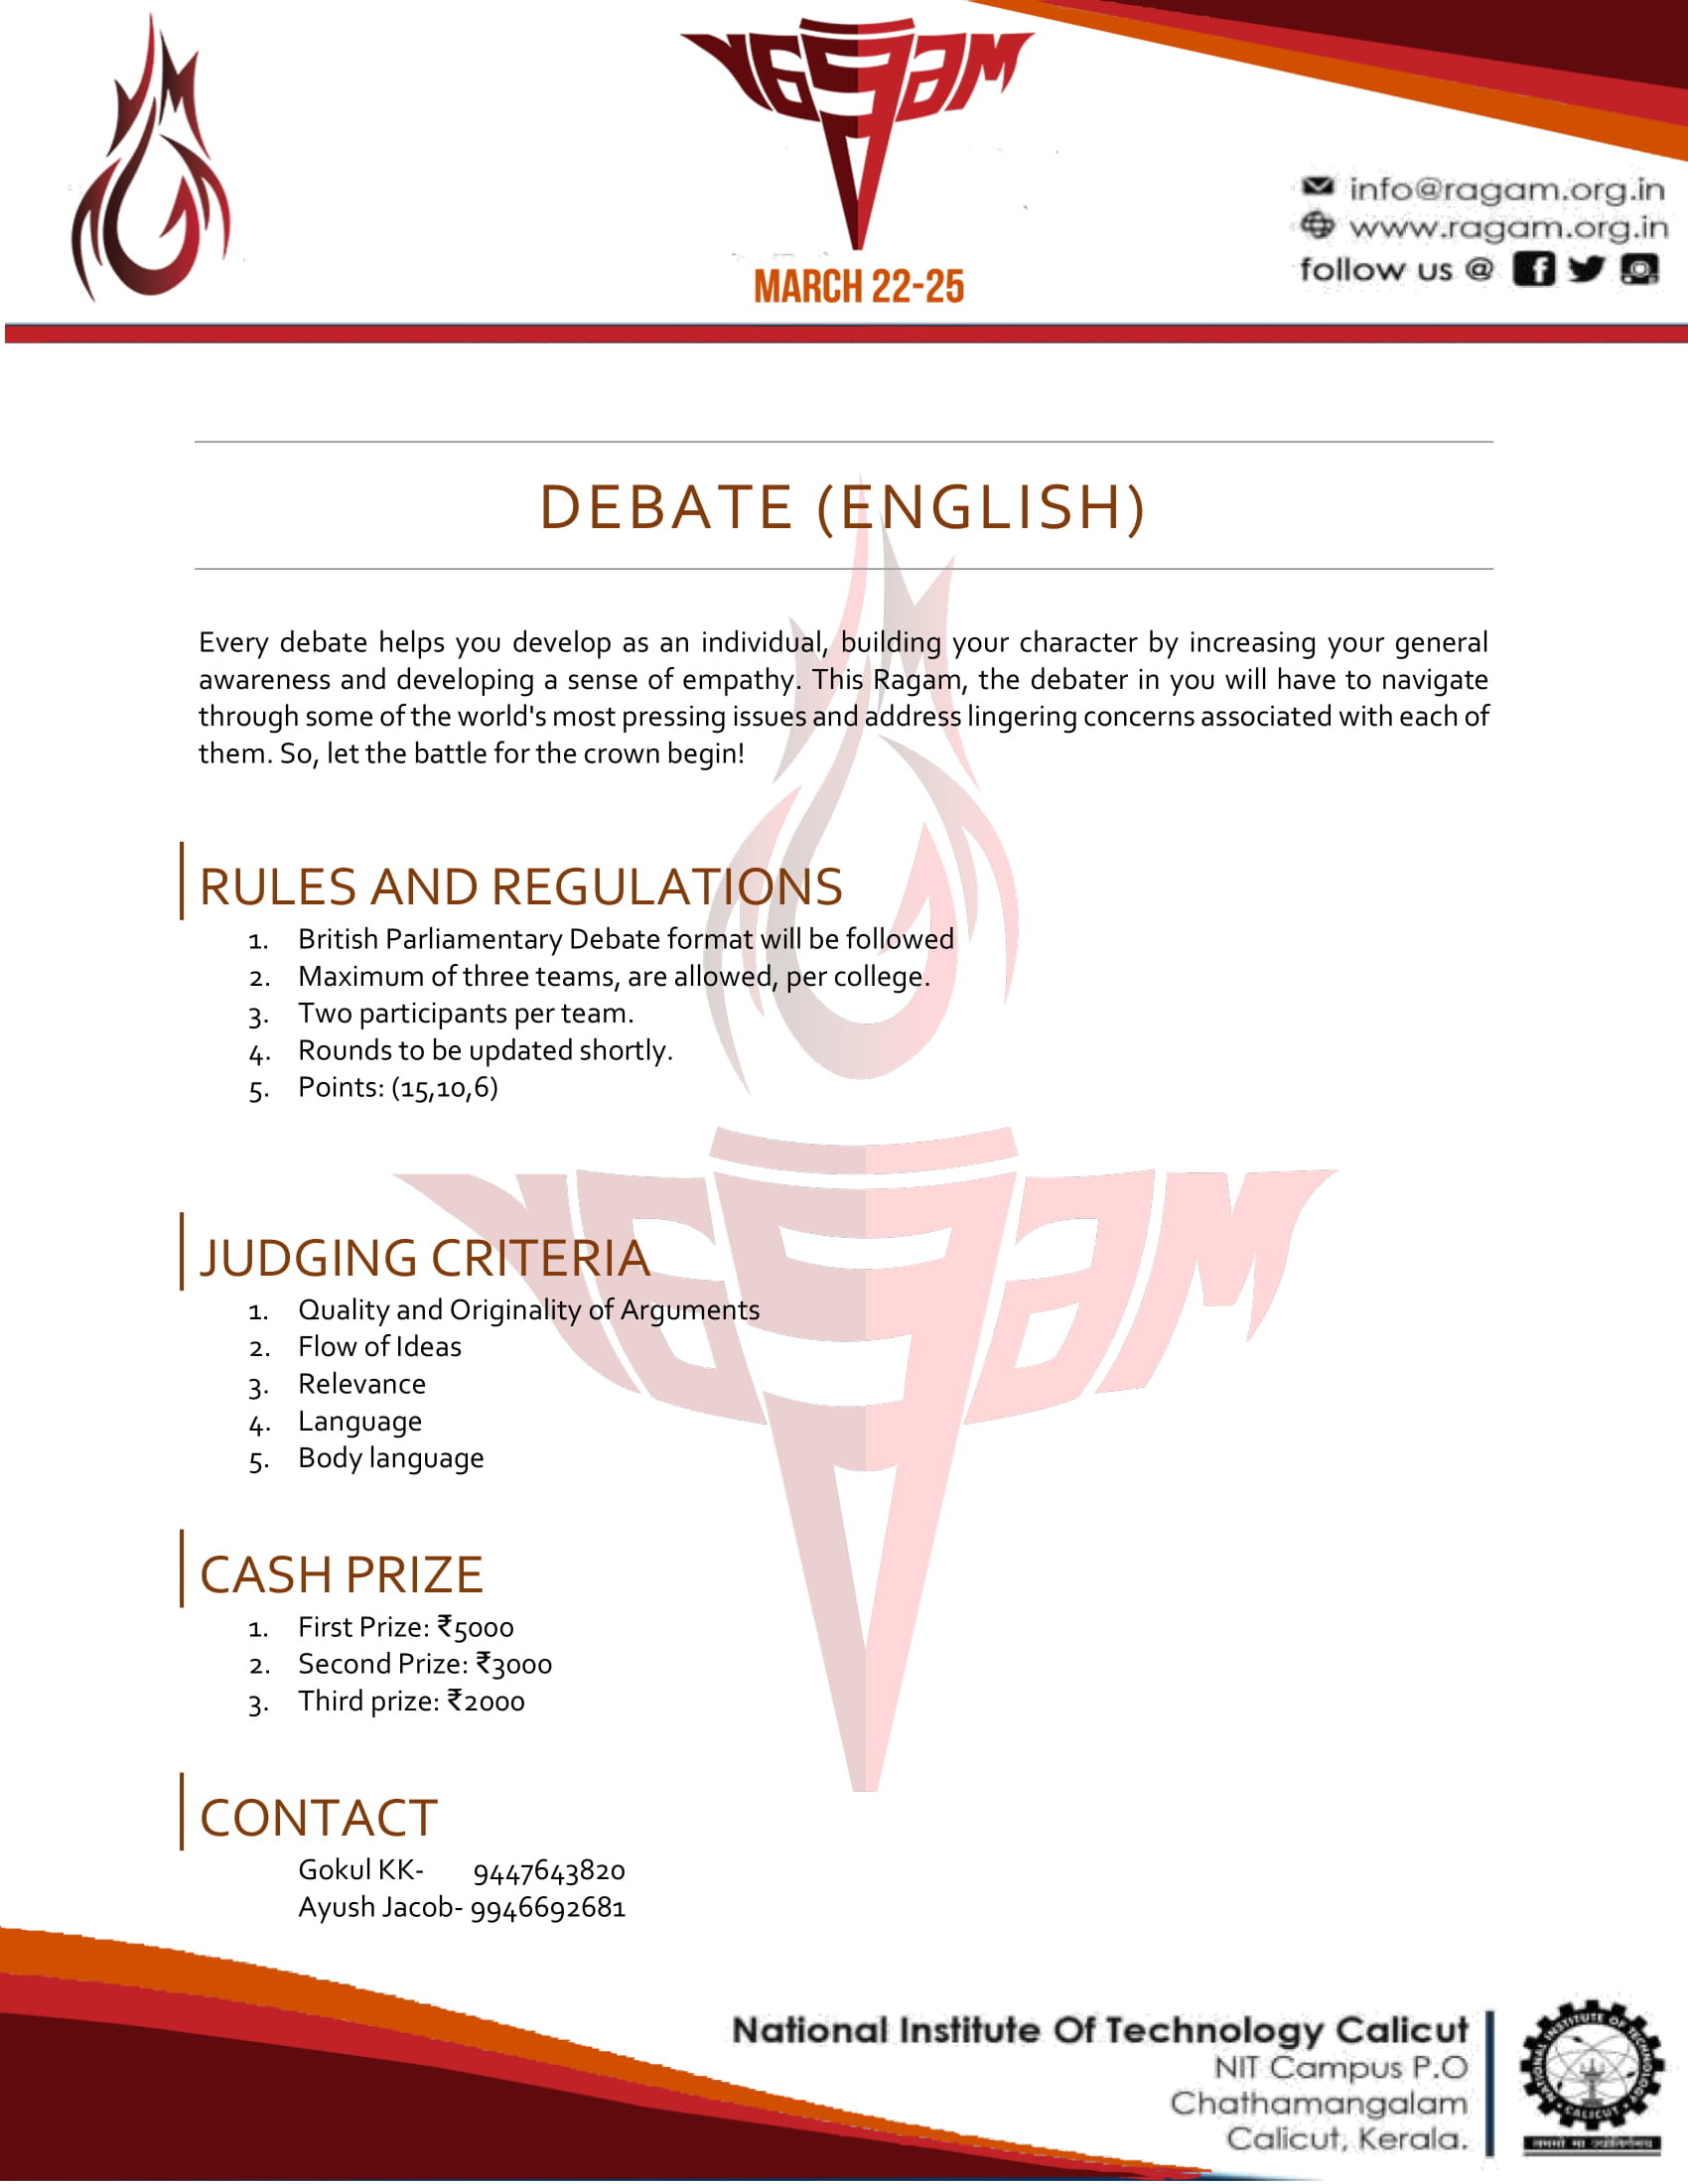 ragam
MARCH 22-25
info@ragam.org.in
www.ragam.org.in
follow us @
DEBATE (ENGLISH)
Every debate helps you develop as an individual, building your character by increasing your general
awareness and developing a sense of empathy. This Ragam, the debater in you will have to navigate
through some of the world's most pressing issues and address lingering concerns associated with each of
them. So, let the battle for the crown begin!
RULES AND REGULATIONS
1. British Parliamentary Debate format will be followed
2. Maximum of three teams, are allowed, per college.
3. Two participants per team.
4. Rounds to be updated shortly.
5. Points: (15,10,6)
ragam
JUDGING CRITERIA
1. Quality and Originality of Arguments
2. Flow of Ideas
3. Relevance
4. Language
5. Body language
CASH PRIZE
1. First Prize: ₹5000
2. Second Prize: ₹3000
3. Third prize: ₹2000
CONTACT
Gokul KK- 9447643820
Ayush Jacob- 9946692681
National Institute Of Technology Calicut
NIT Campus P.O
Chathamangalam
Calicut, Kerala.
NATIONAL INSTITUTE OF TECHNOLOGY
CALICUT